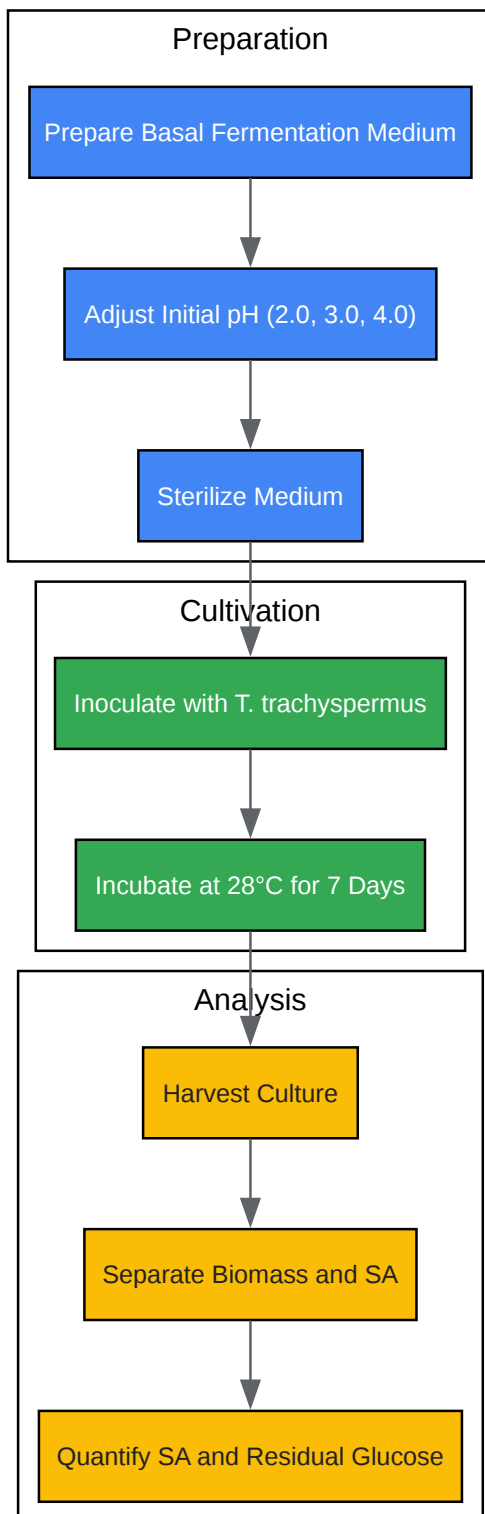 Preparation
Prepare Basal Fermentation Medium
Adjust Initial pH (2.0, 3.0, 4.0)
Sterilize Medium
Cultivation
Inoculate with T. trachyspermus
Incubate at 28°C for 7 Days
Analysis
Harvest Culture
Separate Biomass and SA
Quantify SA and Residual Glucose